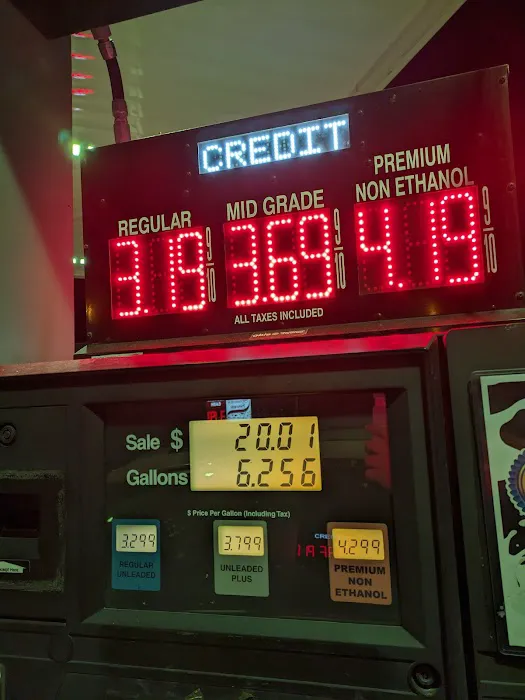 CREDIT
REGULAR
MID GRADE
PREMIUM
NON ETHANOL
3.19 9/10
3.69 9/10
4.19 9/10
ALL TAXES INCLUDED
Sale $ 20.01
Gallons 6.256
$ Price Per Gallon (Including Tax)
3.299
3.799
4.299
REGULAR
UNLEADED
UNLEADED
PLUS
PREMIUM
NON
ETHANOL